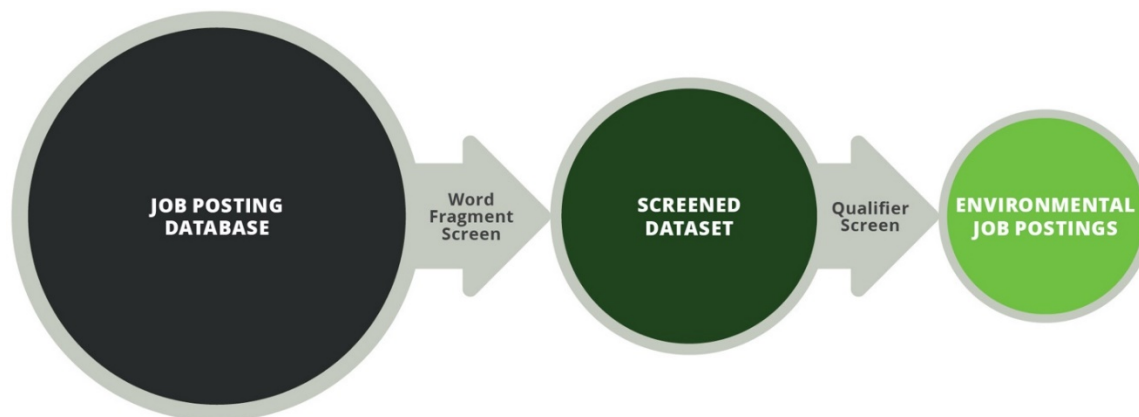 JOB POSTING
DATABASE
Word
Fragment
Screen
SCREENED
DATASET
Qualifier
Screen
ENVIRONMENTAL
JOB POSTINGS